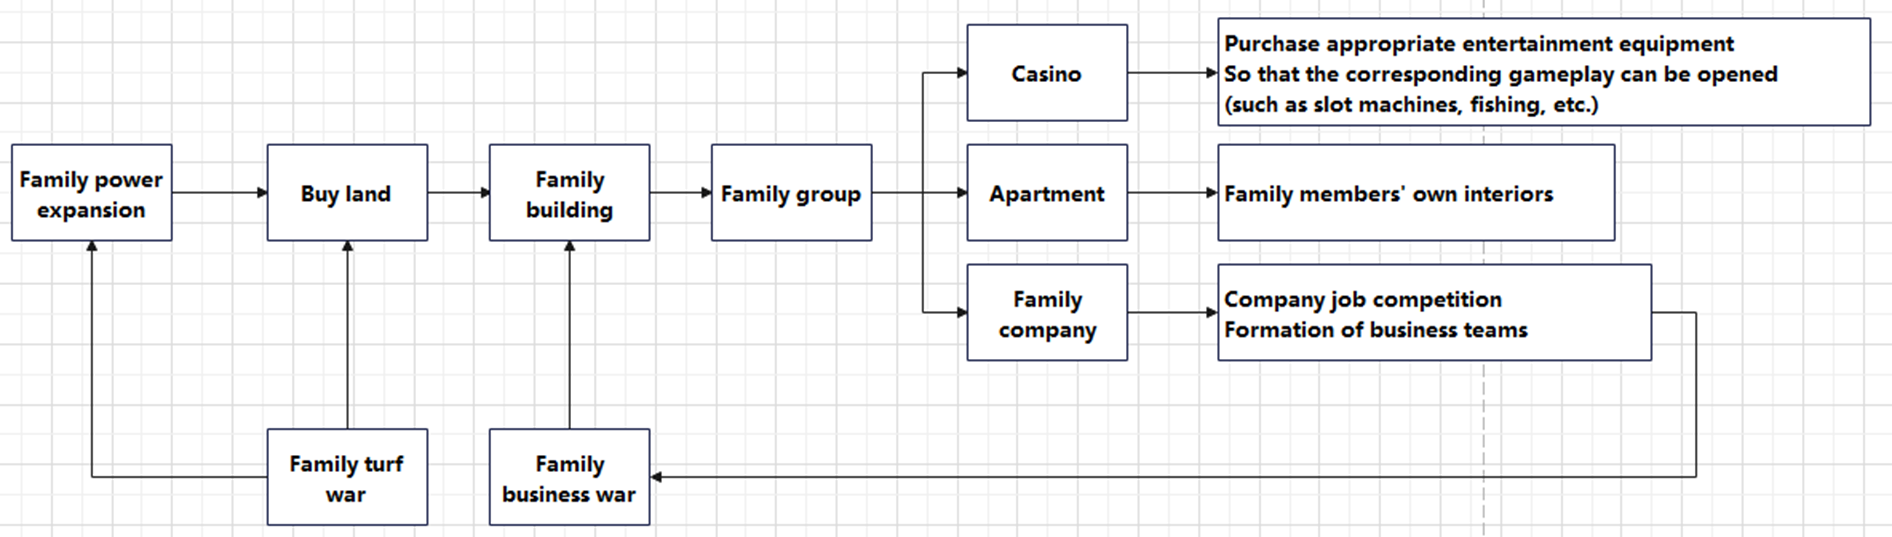 Family power
expansion
Buy land
Family
building
Family group
Casino
Purchase appropriate entertainment equipment
So that the corresponding gameplay can be opened
(such as slot machines, fishing, etc.)
Apartment
Family members' own interiors
Family
company
Company job competition
Formation of business teams
Family turf
war
Family
business war